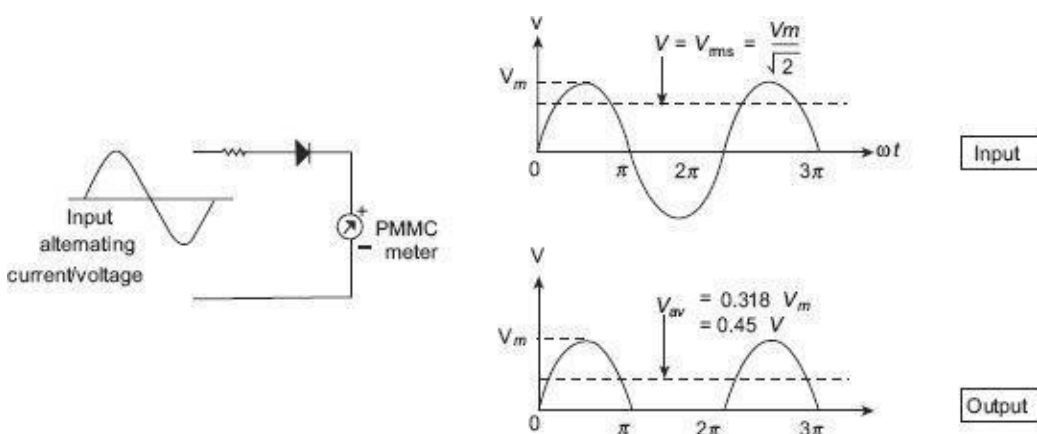 Input
alternating
current/voltage
+
−
PMMC
meter
v
V = V_rms = Vm/√2
V_m
ωt
0
π
2π
3π
Input
V
V_av = 0.318 V_m
= 0.45 V
V_m
0
π
2π
3π
Output